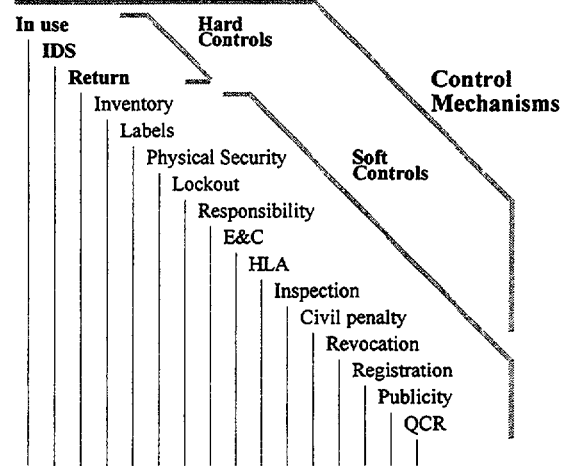 In use
Hard
Controls
IDS
Return
Control
Mechanisms
Inventory
Labels
Physical Security
Soft
Controls
Lockout
Responsibility
E&C
HLA
Inspection
Civil penalty
Revocation
Registration
Publicity
QCR